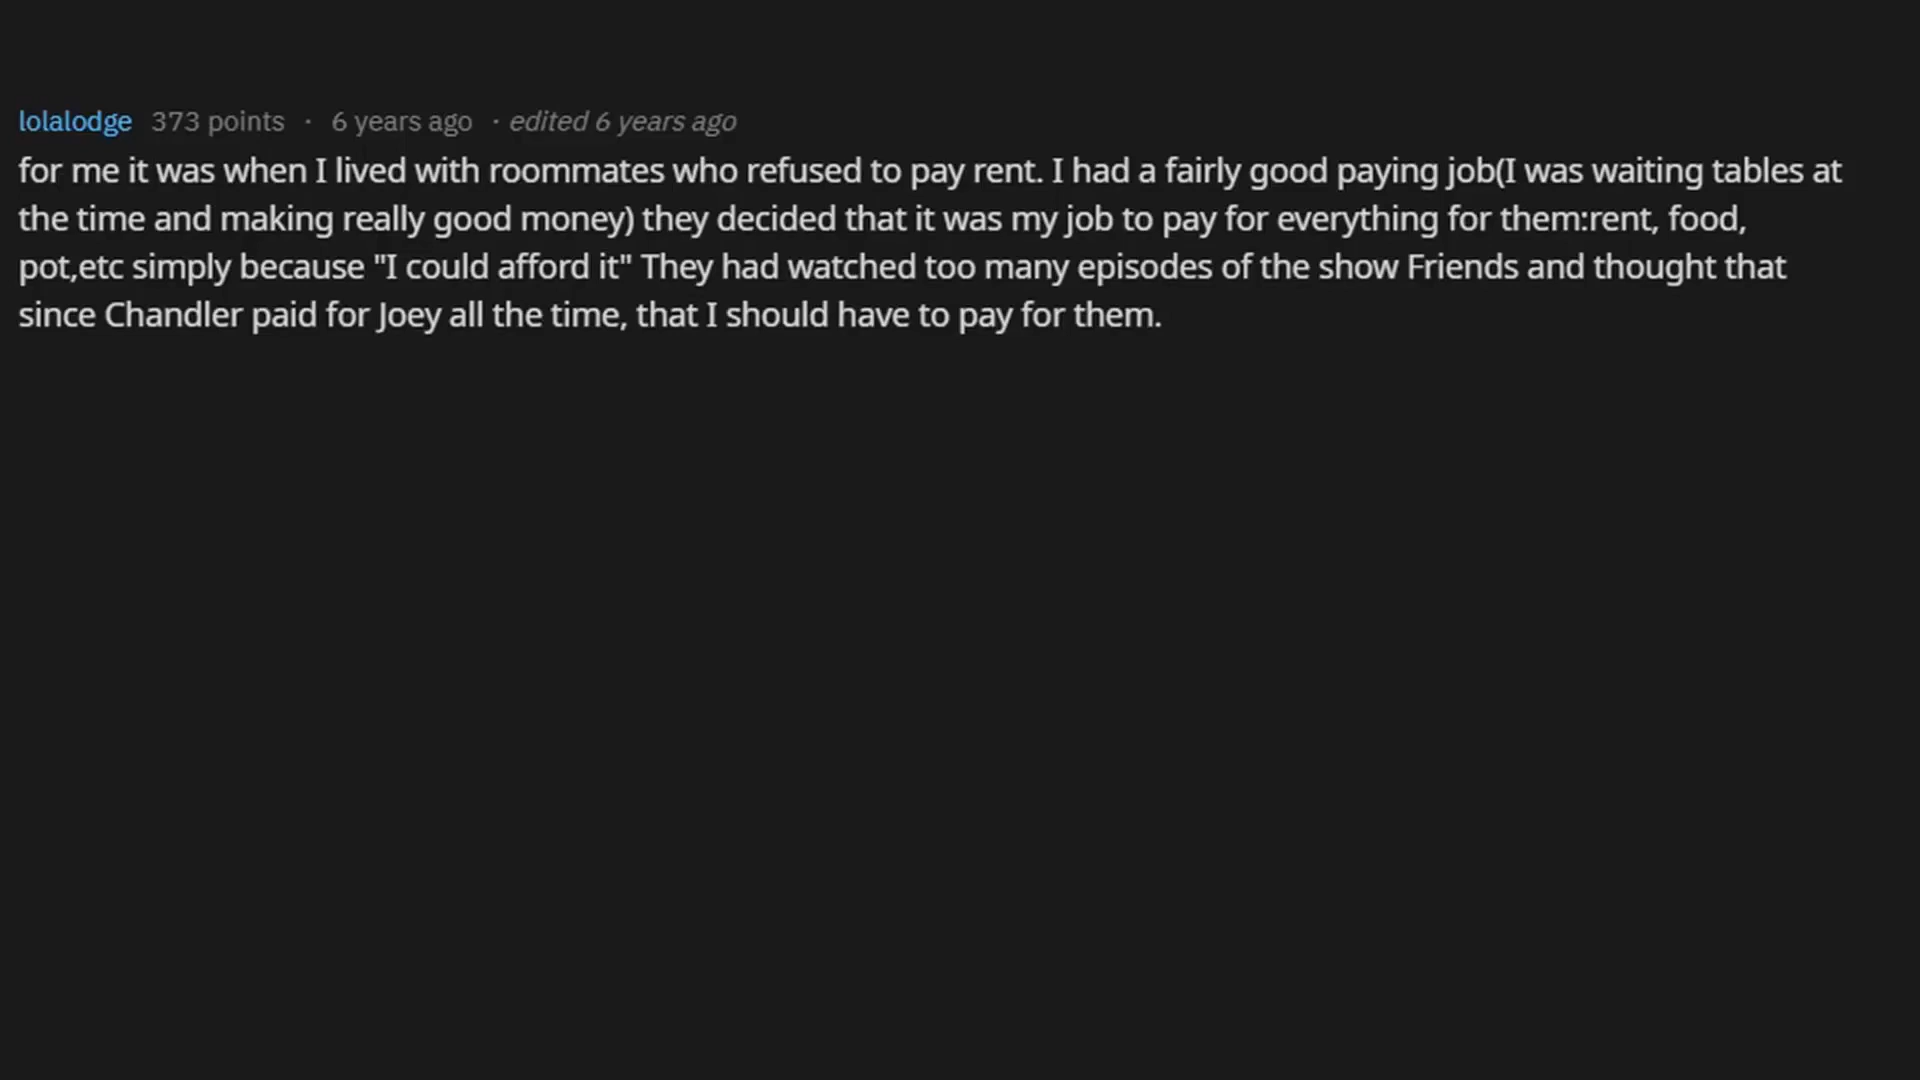 lolalodge 373 points · 6 years ago · edited 6 years ago
for me it was when I lived with roommates who refused to pay rent. I had a fairly good paying job(I was waiting tables at
the time and making really good money) they decided that it was my job to pay for everything for them:rent, food,
pot,etc simply because "I could afford it" They had watched too many episodes of the show Friends and thought that
since Chandler paid for Joey all the time, that I should have to pay for them.